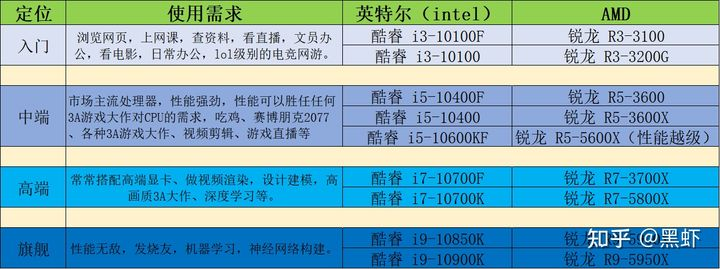 定位 使用需求 英特尔（intel） AMD
入门 浏览网页，上网课，查资料，看直播，文员办公，看电影，日常办公，lol级别的电竞网游。
酷睿 i3-10100F 锐龙 R3-3100
酷睿 i3-10100 锐龙 R3-3200G
中端 市场主流处理器，性能强劲，性能可以胜任任何3A游戏大作对CPU的需求，吃鸡、赛博朋克2077、各种3A游戏大作、视频剪辑、游戏直播等
酷睿 i5-10400F 锐龙 R5-3600
酷睿 i5-10400 锐龙 R5-3600X
酷睿 i5-10600KF 锐龙 R5-5600X（性能越级）
高端 常常搭配高端显卡、做视频渲染，设计建模，高画质3A大作、深度学习等。
酷睿 i7-10700F 锐龙 R7-3700X
酷睿 i7-10700K 锐龙 R7-5800X
旗舰 性能无敌，发烧友，机器学习，神经网络构建。
酷睿 i9-10850K
酷睿 i9-10900K 锐龙 R9-5950X
知乎 @黑虾